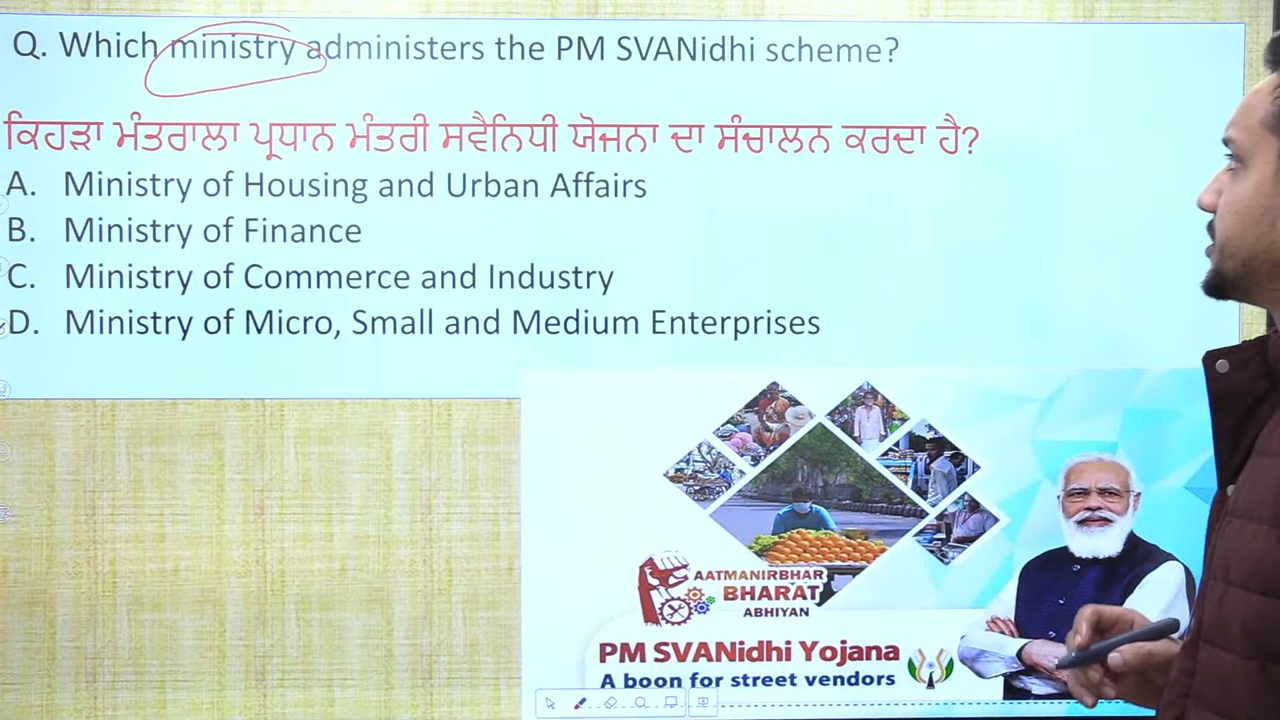 Q. Which ministry administers the PM SVANidhi scheme?
ਕਿਹੜਾ ਮੰਤਰਾਲਾ ਪ੍ਰਧਾਨ ਮੰਤਰੀ ਸਵੈਨਿਧੀ ਯੋਜਨਾ ਦਾ ਸੰਚਾਲਨ ਕਰਦਾ ਹੈ?
A. Ministry of Housing and Urban Affairs
B. Ministry of Finance
C. Ministry of Commerce and Industry
D. Ministry of Micro, Small and Medium Enterprises
AATMANIRBHAR
BHARAT
ABHIYAN
PM SVANidhi Yojana
A boon for street vendors